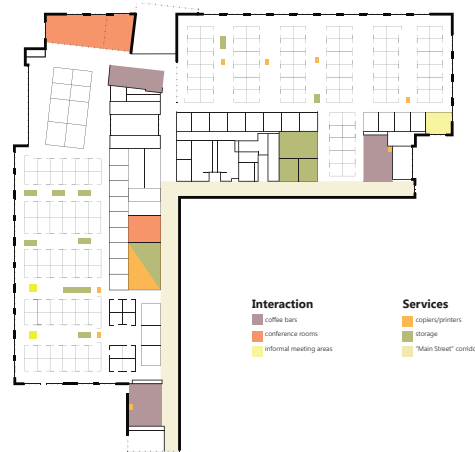 Interaction
coffee bars
conference rooms
informal meeting areas
Services
copiers/printers
storage
"Main Street" corrido